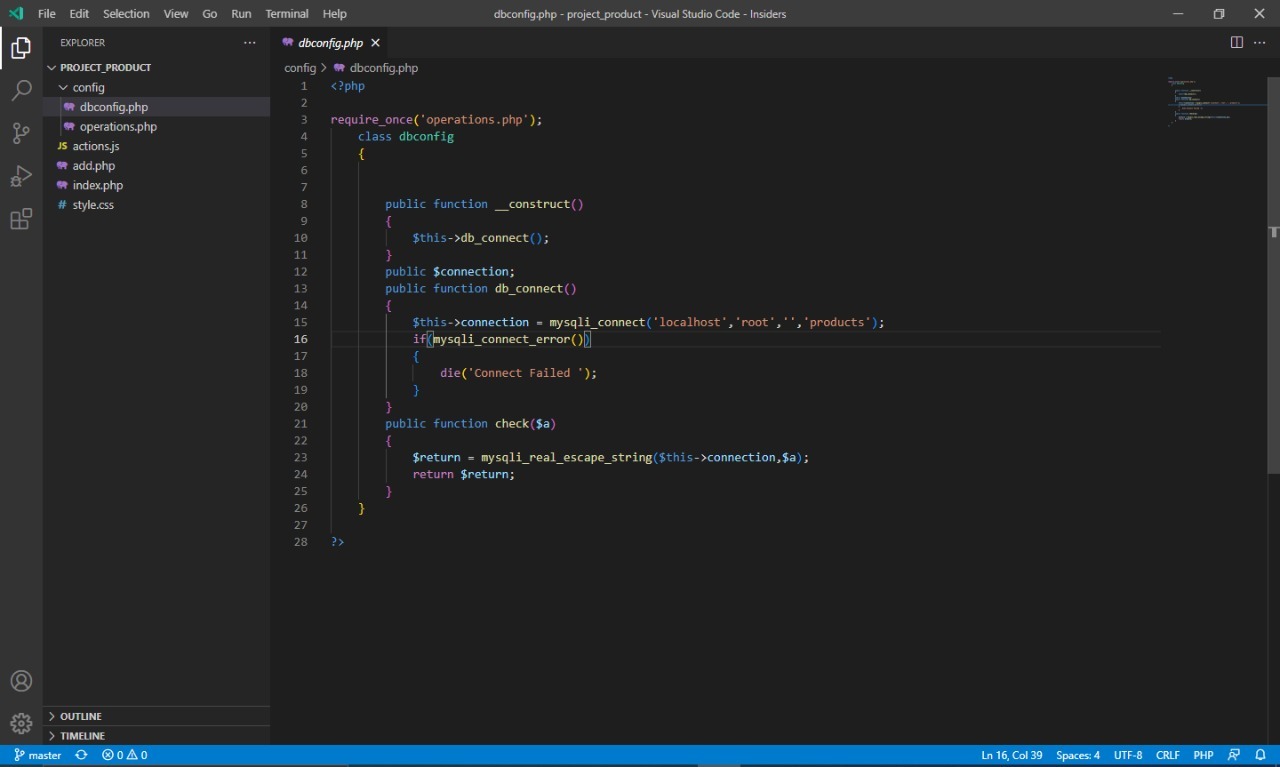 File Edit Selection View Go Run Terminal Help
dbconfig.php - project_product - Visual Studio Code - Insiders
EXPLORER
PROJECT_PRODUCT
config
dbconfig.php
operations.php
JS actions.js
add.php
index.php
# style.css
OUTLINE
TIMELINE
dbconfig.php
config > dbconfig.php
1 <?php
2
3 require_once('operations.php');
4 class dbconfig
5 {
6
7
8 public function __construct()
9 {
10 $this->db_connect();
11 }
12 public $connection;
13 public function db_connect()
14 {
15 $this->connection = mysqli_connect('localhost','root','','products');
16 if(mysqli_connect_error())
17 {
18 die('Connect Failed ');
19 }
20 }
21 public function check($a)
22 {
23 $return = mysqli_real_escape_string($this->connection,$a);
24 return $return;
25 }
26 }
27
28 ?>
master 0 0
Ln 16, Col 39 Spaces: 4 UTF-8 CRLF PHP